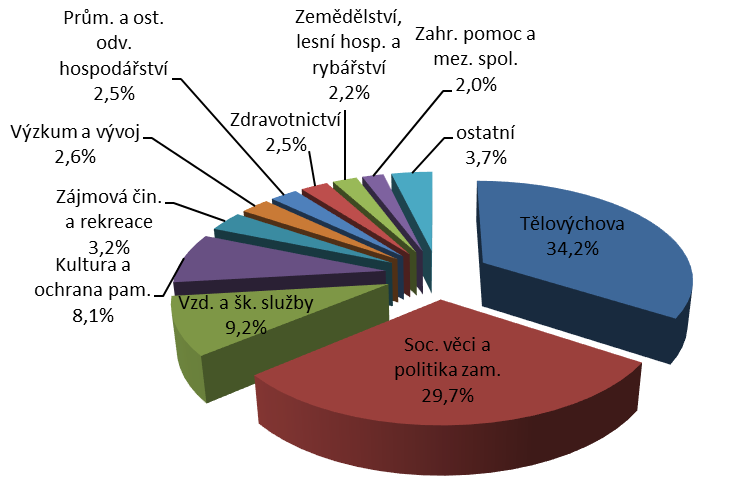 Prům. a ost.
odv.
hospodářství
2,5%
Zemědělství,
lesní hosp. a
rybářství
2,2%
Zahr. pomoc a
mez. spol.
2,0%
Výzkum a vývoj
2,6%
Zdravotnictví
2,5%
ostatní
3,7%
Zájmová čin.
a rekreace
3,2%
Tělovýchova
34,2%
Kultura a
ochrana pam.
8,1%
Vzd. a šk. služby
9,2%
Soc. věci a
politika zam.
29,7%